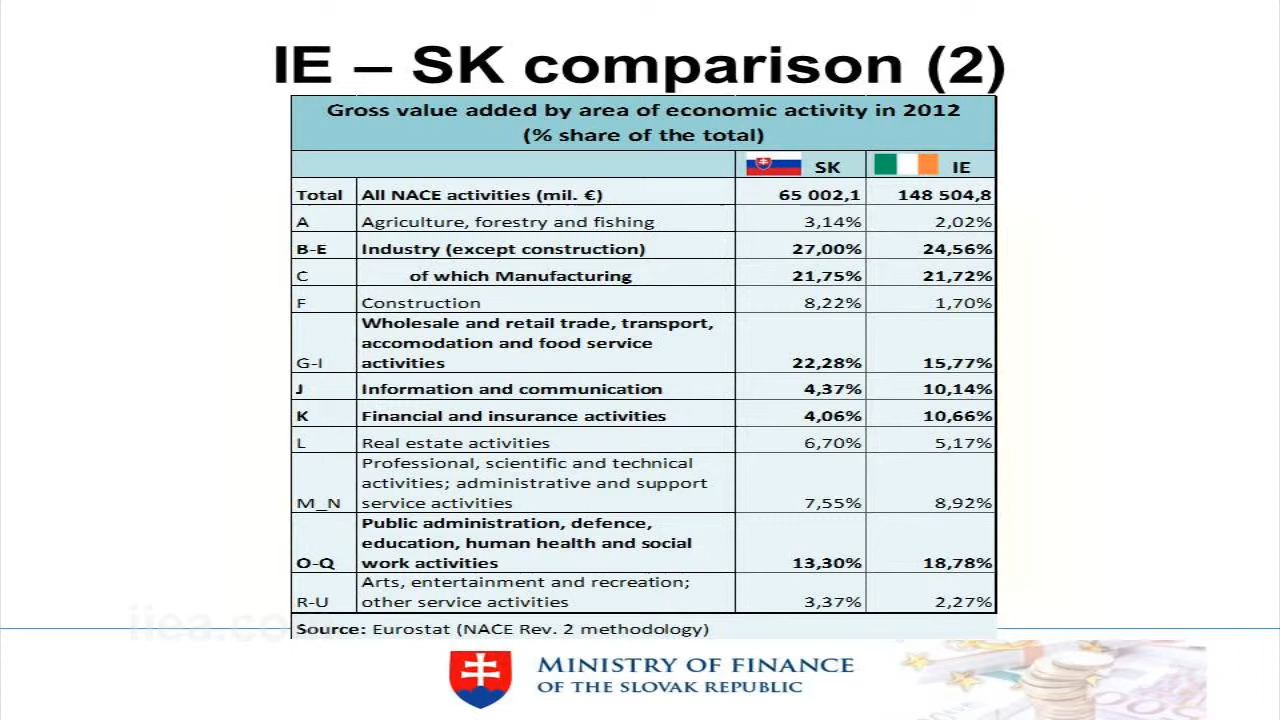 IE – SK comparison (2)
Gross value added by area of economic activity in 2012
(% share of the total)
SK IE
Total All NACE activities (mil. €) 65 002,1 148 504,8
A Agriculture, forestry and fishing 3,14% 2,02%
B-E Industry (except construction) 27,00% 24,56%
C of which Manufacturing 21,75% 21,72%
F Construction 8,22% 1,70%
Wholesale and retail trade, transport,
accomodation and food service
G-I activities 22,28% 15,77%
J Information and communication 4,37% 10,14%
K Financial and insurance activities 4,06% 10,66%
L Real estate activities 6,70% 5,17%
Professional, scientific and technical
activities; administrative and support
M_N service activities 7,55% 8,92%
Public administration, defence,
education, human health and social
O-Q work activities 13,30% 18,78%
Arts, entertainment and recreation;
R-U other service activities 3,37% 2,27%
Source: Eurostat (NACE Rev. 2 methodology)
MINISTRY OF FINANCE
OF THE SLOVAK REPUBLIC